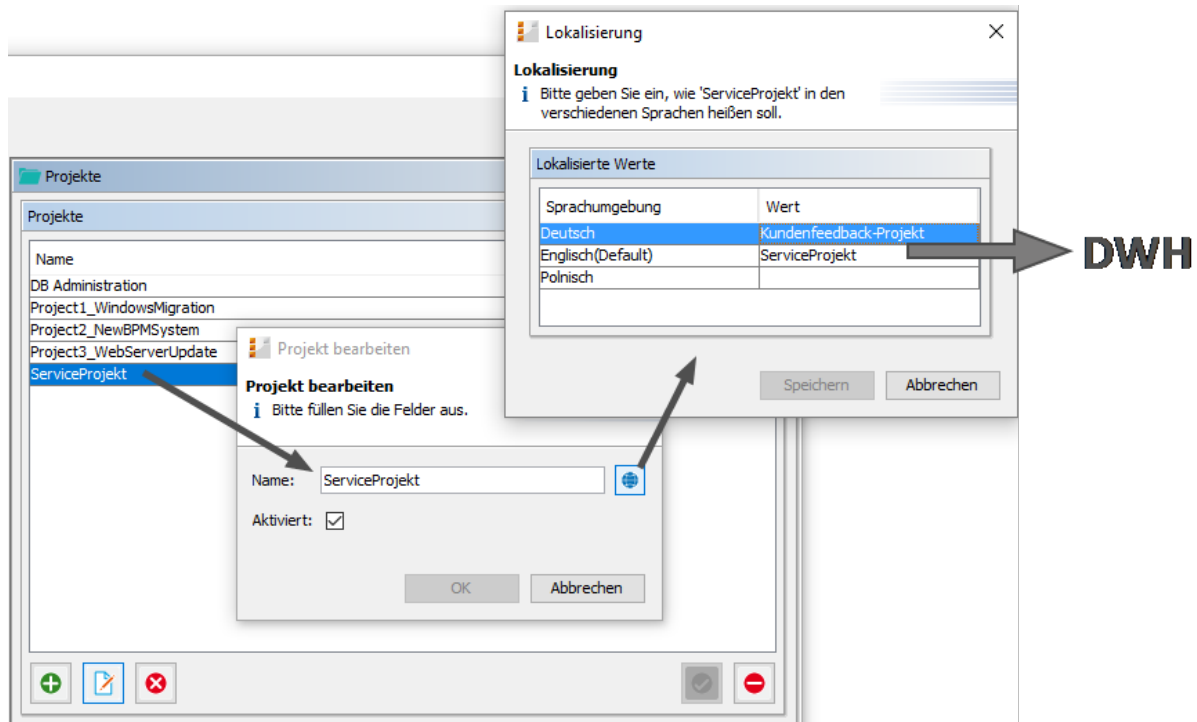 Projekte
Projekte
Name
DB Administration
Project1_WindowsMigration
Project2_NewBPMSystem
Project3_WebServerUpdate
ServiceProjekt
Projekt bearbeiten
Projekt bearbeiten
i Bitte füllen Sie die Felder aus.
Name: ServiceProjekt
Aktiviert:
OK Abbrechen
Lokalisierung
Lokalisierung
i Bitte geben Sie ein, wie 'ServiceProjekt' in den
verschiedenen Sprachen heißen soll.
Lokalisierte Werte
Sprachumgebung Wert
Deutsch Kundenfeedback-Projekt
Englisch(Default) ServiceProjekt
Polnisch
Speichern Abbrechen
DWH